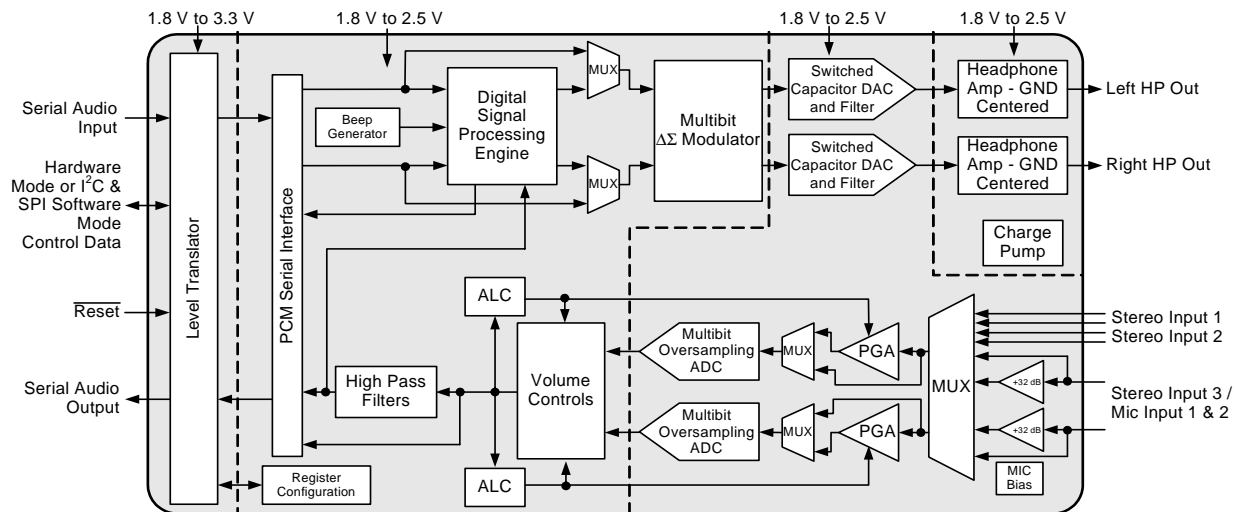 1.8 V to 3.3 V
1.8 V to 2.5 V
1.8 V to 2.5 V
1.8 V to 2.5 V
Serial Audio
Input
Hardware
Mode or I²C &
SPI Software
Mode
Control Data
Reset
Serial Audio
Output
Level Translator
PCM Serial Interface
Beep
Generator
Digital
Signal
Processing
Engine
MUX
MUX
Multibit
ΔΣ Modulator
Switched
Capacitor DAC
and Filter
Switched
Capacitor DAC
and Filter
Headphone
Amp - GND
Centered
Headphone
Amp - GND
Centered
Left HP Out
Right HP Out
Charge
Pump
ALC
High Pass
Filters
Volume
Controls
ALC
Register
Configuration
Multibit
Oversampling
ADC
Multibit
Oversampling
ADC
MUX
MUX
PGA
PGA
MUX
+32 dB
+32 dB
MIC
Bias
Stereo Input 1
Stereo Input 2
Stereo Input 3 /
Mic Input 1 & 2